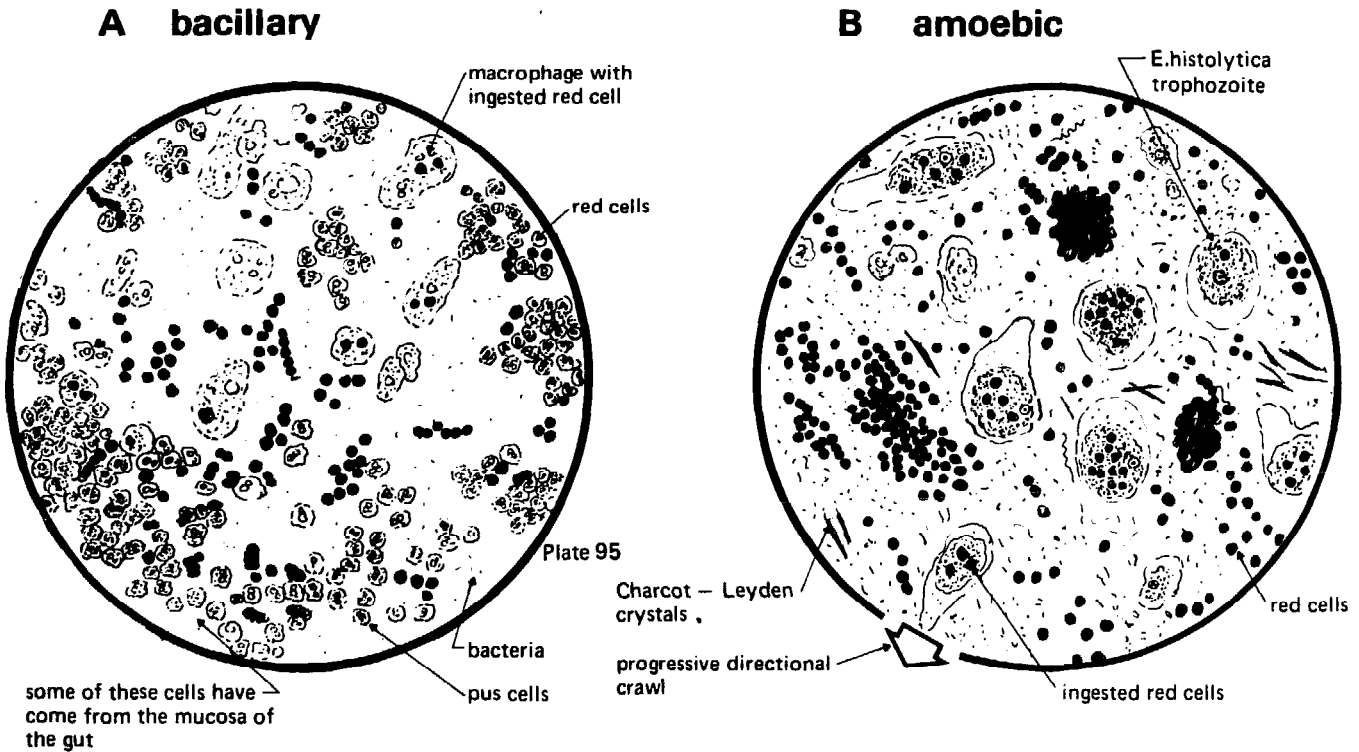 A bacillary
macrophage with
ingested red cell
red cells
Plate 95
bacteria
pus cells
some of these cells have
come from the mucosa of
the gut
B amoebic
E.histolytica
trophozoite
Charcot – Leyden
crystals .
progressive directional
crawl
red cells
ingested red cells